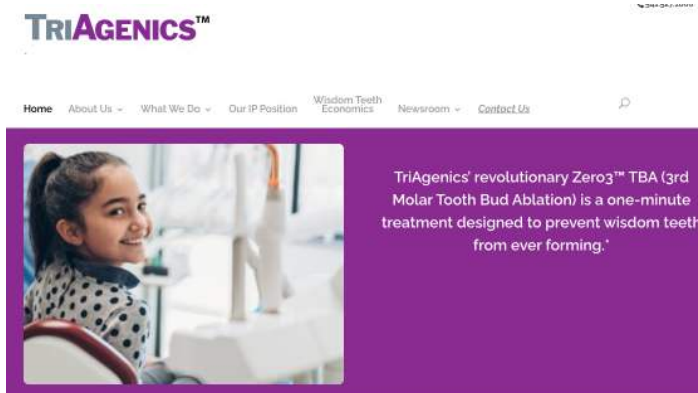 TRIAGENICS™
Home About Us What We Do Our IP Position Wisdom Teeth Economics Newsroom Contact Us
TriAgenics' revolutionary Zero3™ TBA (3rd
Molar Tooth Bud Ablation) is a one-minute
treatment designed to prevent wisdom teeth
from ever forming.*